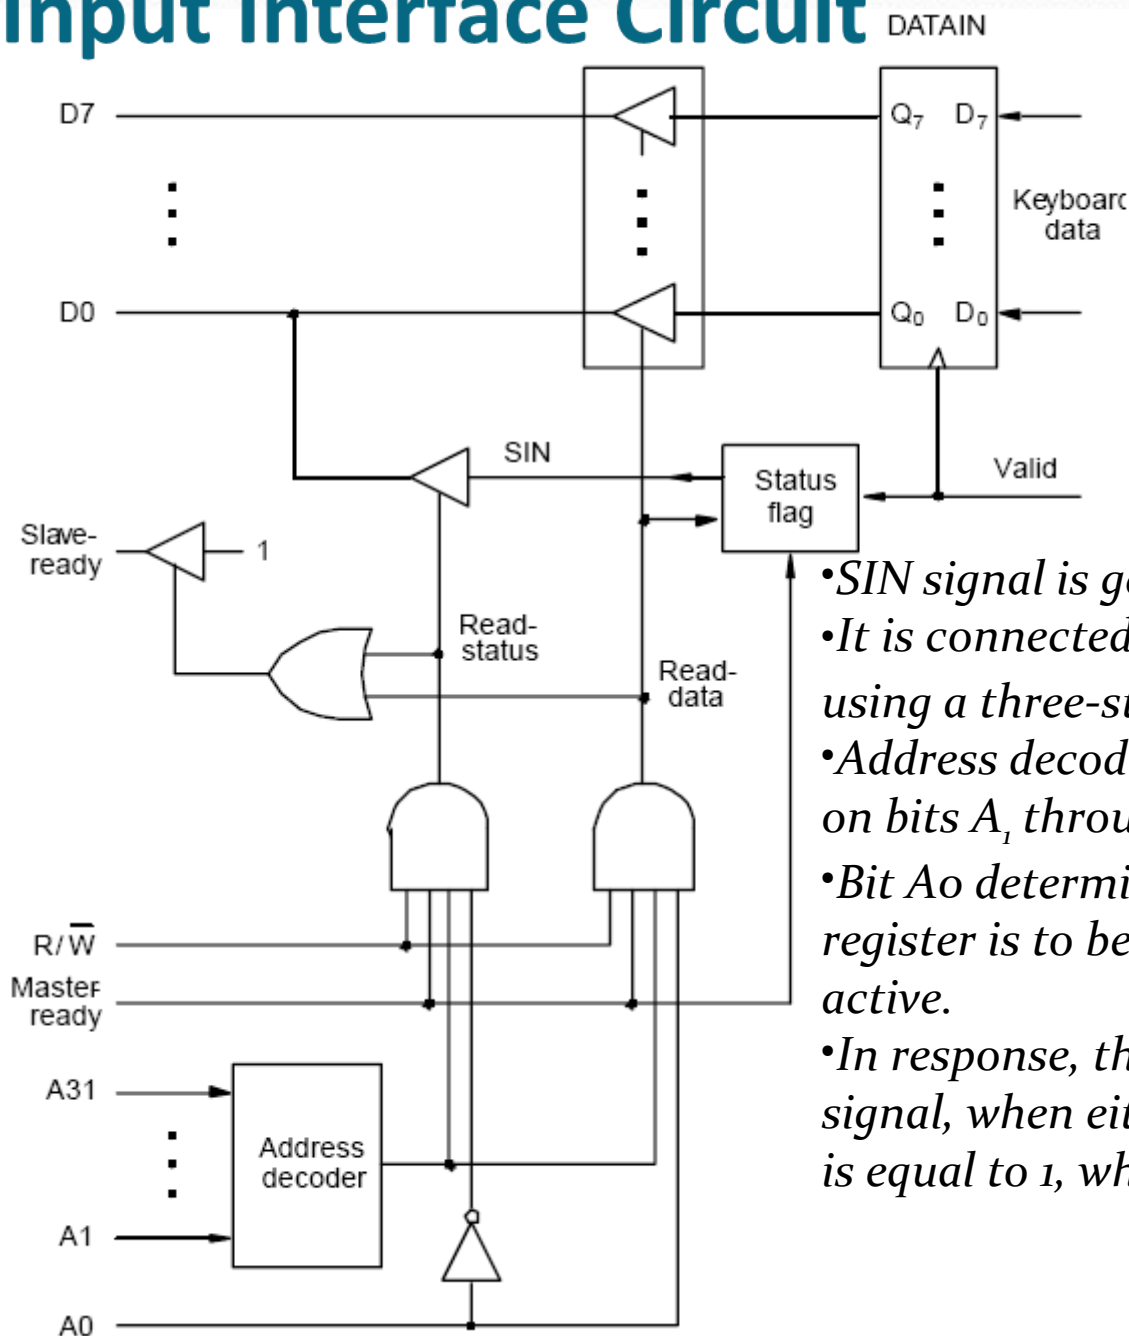 Input Interface Circuit
DATAIN
D7
Q7 D7
Keyboard
data
D0
Q0 D0
SIN
Status
flag
Valid
Slave-
ready
1
Read-
status
Read-
data
R/W̅
Master
ready
A31
Address
decoder
A1
A0
•SIN signal is g
•It is connected
using a three-s
•Address decod
on bits A1 throu
•Bit A0 determi
register is to be
active.
•In response, th
signal, when eit
is equal to 1, wh